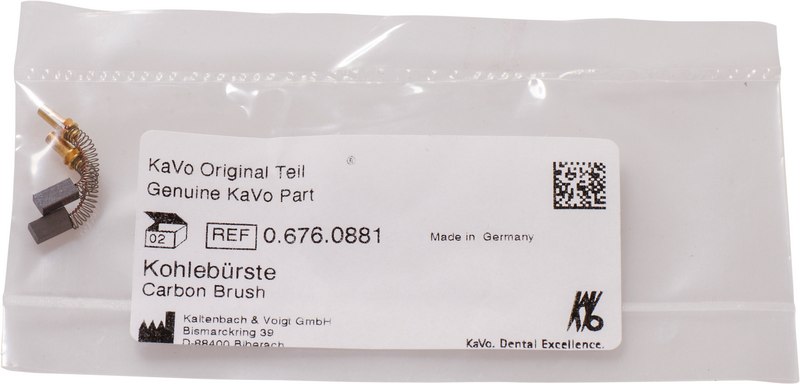 KaVo Original Teil
Genuine KaVo Part
®
02 REF 0.676.0881
Made in Germany
Kohlebürste
Carbon Brush
Kaltenbach & Voigt GmbH
Bismarckring 39
D-88400 Biberach
KaVo
KaVo. Dental Excellence.